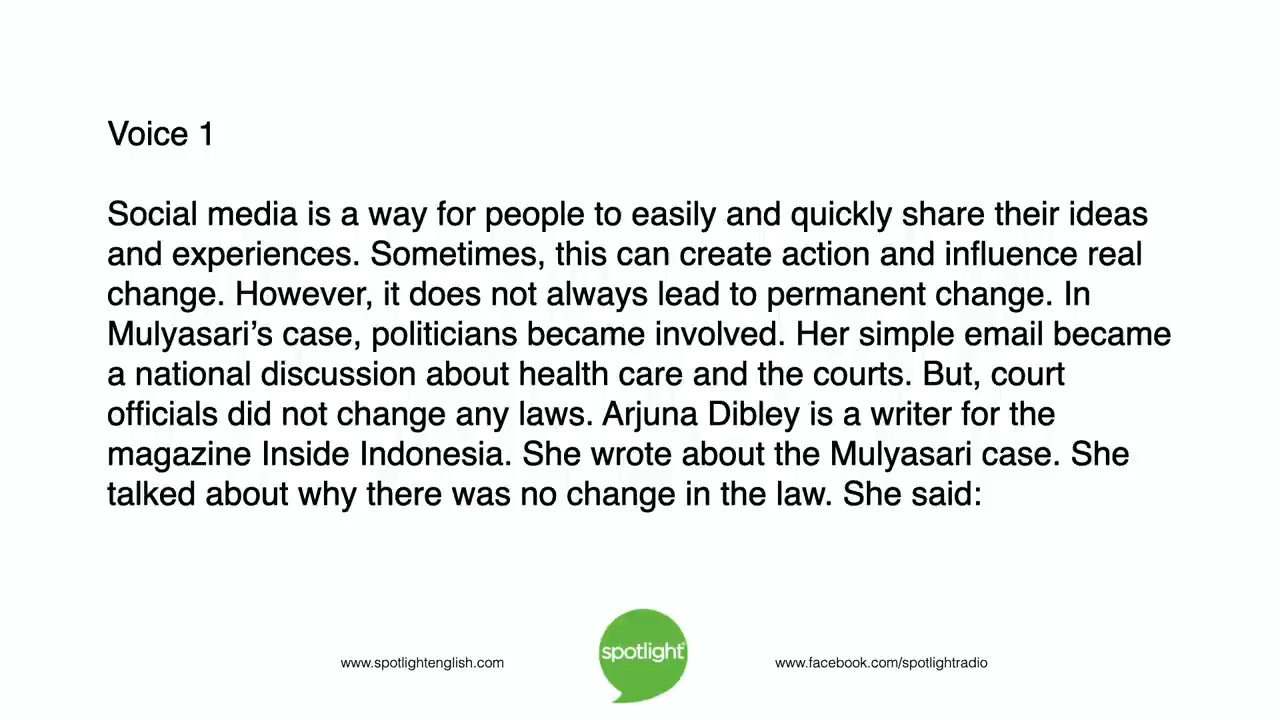 Voice 1
Social media is a way for people to easily and quickly share their ideas
and experiences. Sometimes, this can create action and influence real
change. However, it does not always lead to permanent change. In
Mulyasari’s case, politicians became involved. Her simple email became
a national discussion about health care and the courts. But, court
officials did not change any laws. Arjuna Dibley is a writer for the
magazine Inside Indonesia. She wrote about the Mulyasari case. She
talked about why there was no change in the law. She said:
www.spotlightenglish.com
spotlight
www.facebook.com/spotlightradio